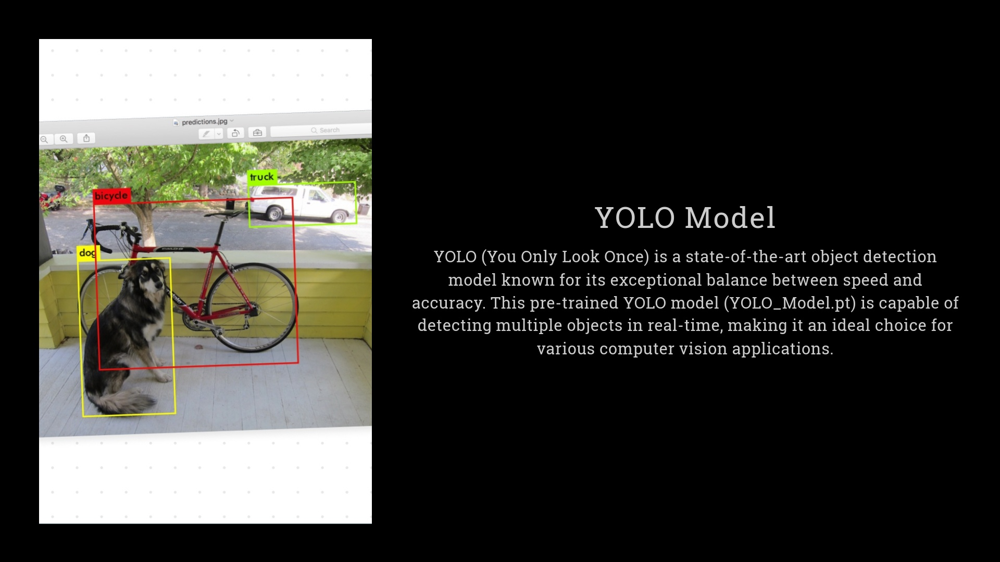 predictions.jpg
Search
truck
bicycle
dog
YOLO Model
YOLO (You Only Look Once) is a state-of-the-art object detection
model known for its exceptional balance between speed and
accuracy. This pre-trained YOLO model (YOLO_Model.pt) is capable of
detecting multiple objects in real-time, making it an ideal choice for
various computer vision applications.